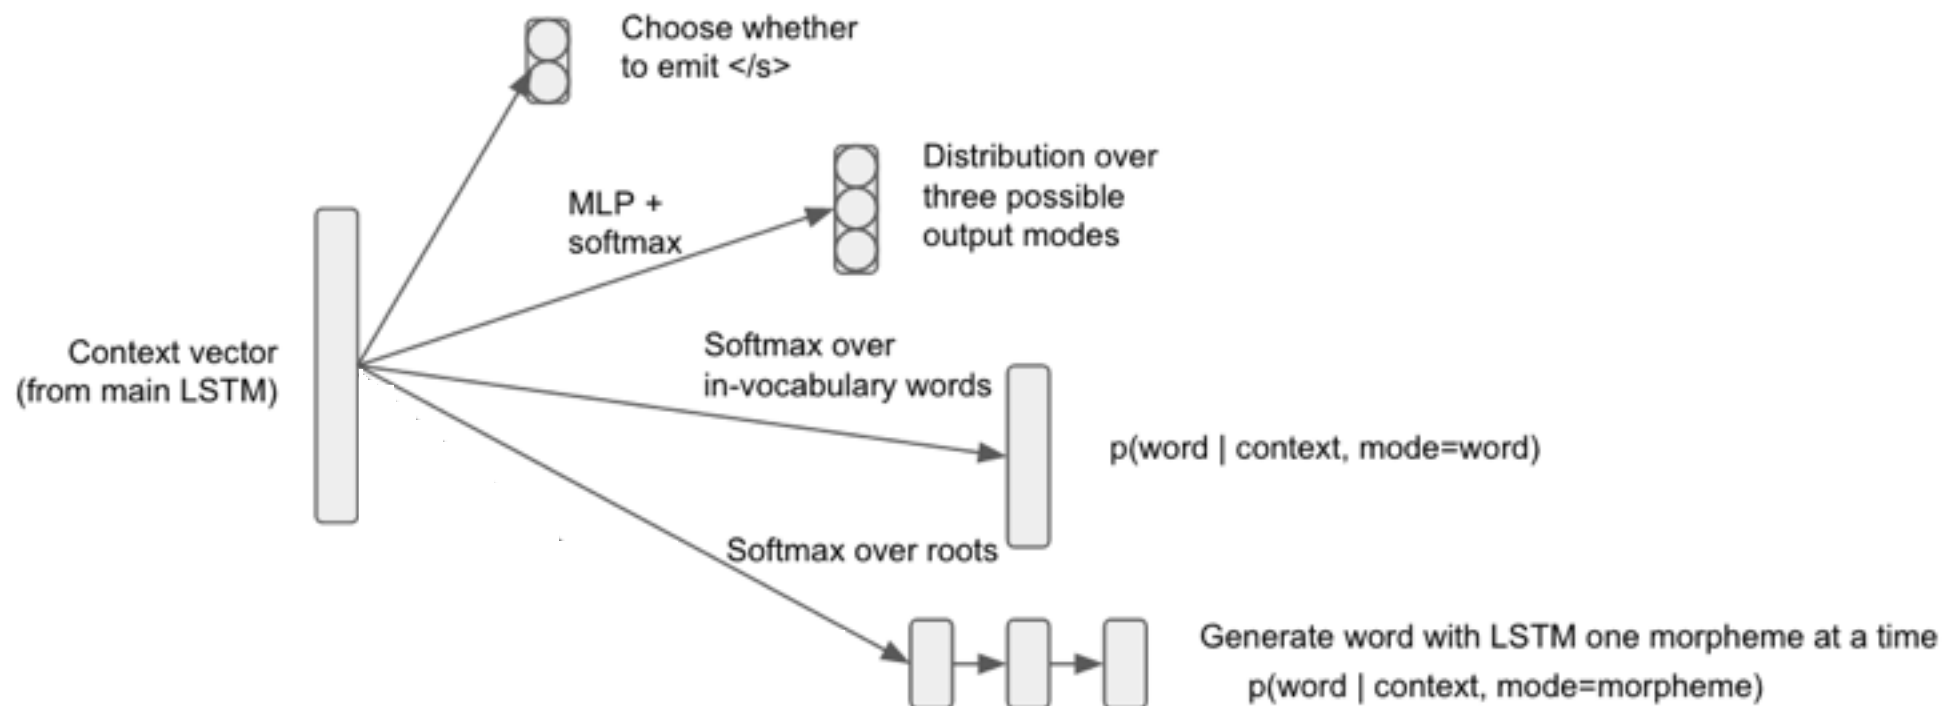 Choose whether
to emit </s>
Distribution over
three possible
output modes
MLP +
softmax
Softmax over
in-vocabulary words
Context vector
(from main LSTM)
p(word | context, mode=word)
Softmax over roots
Generate word with LSTM one morpheme at a time
p(word | context, mode=morpheme)